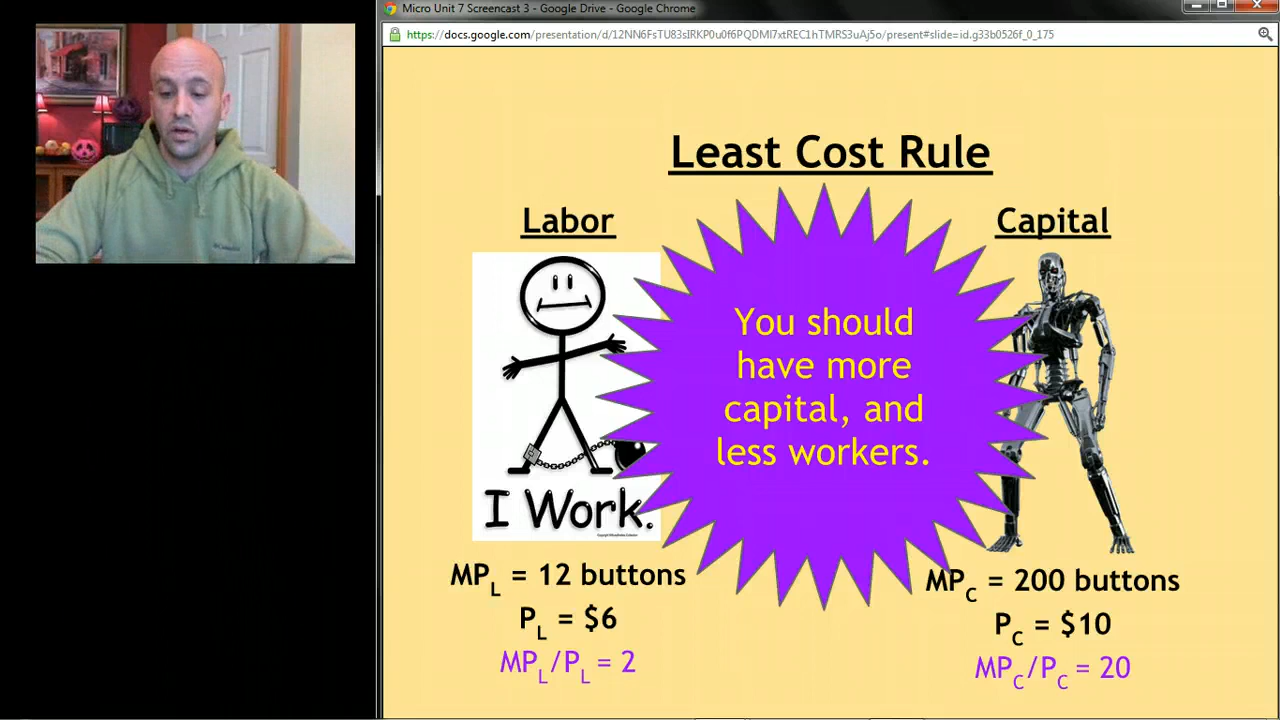 Micro Unit 7 Screencast 3 - Google Drive - Google Chrome
https://docs.google.com/presentation/d/12NN6FsTU83sIRKP0u0f6PQDMI7xtREC1hTMRS3uAj5o/present#slide=id.g33b0526f_0_175
Least Cost Rule
Labor
Capital
You should
have more
capital, and
less workers.
I Work.
MPL = 12 buttons
PL = $6
MPL/PL = 2
MPC = 200 buttons
PC = $10
MPC/PC = 20